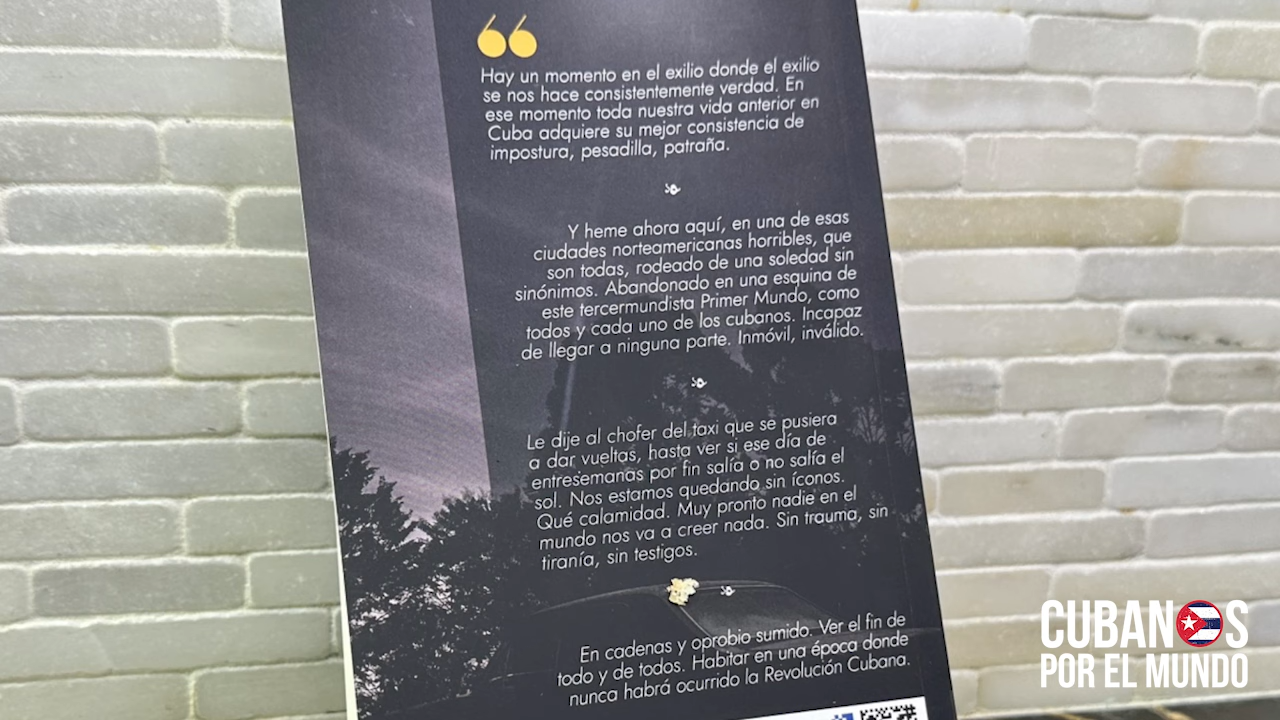 Hay un momento en el exilio donde el exilio
se nos hace consistentemente verdad. En
ese momento toda nuestra vida anterior en
Cuba adquiere su mejor consistencia de
impostura, pesadilla, patraña.
Y heme ahora aquí, en una de esas
ciudades norteamericanas horribles, que
son todas, rodeado de una soledad sin
sinónimos. Abandonado en una esquina de
este tercermundista Primer Mundo, como
todos y cada uno de los cubanos. Incapaz
de llegar a ninguna parte. Inmóvil, inválido.
Le dije al chofer del taxi que se pusiera
a dar vueltas, hasta ver si ese día de
entresemanas por fin salía o no salía el
sol. Nos estamos quedando sin íconos.
Qué calamidad. Muy pronto nadie en el
mundo nos va a creer nada. Sin trauma, sin
tiranía, sin testigos.
En cadenas y oprobio sumido. Ver el fin de
todo y de todos. Habitar en una época donde
nunca habrá ocurrido la Revolución Cubana.
CUBANOS
POR EL MUNDO